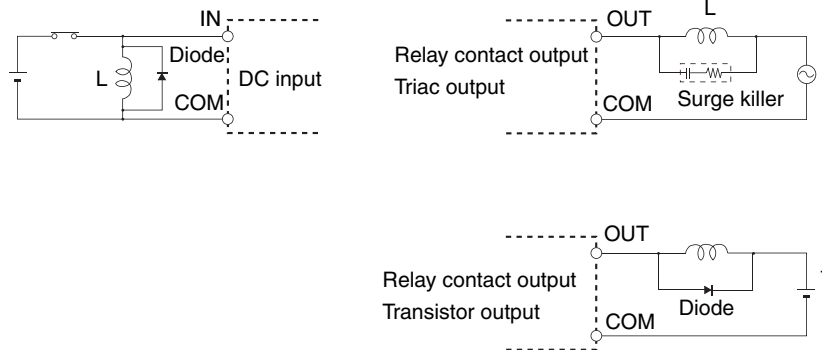 IN
Diode
L
DC input
COM
OUT
L
Relay contact output
Triac output
COM
Surge killer
OUT
Relay contact output
Transistor output
Diode
COM